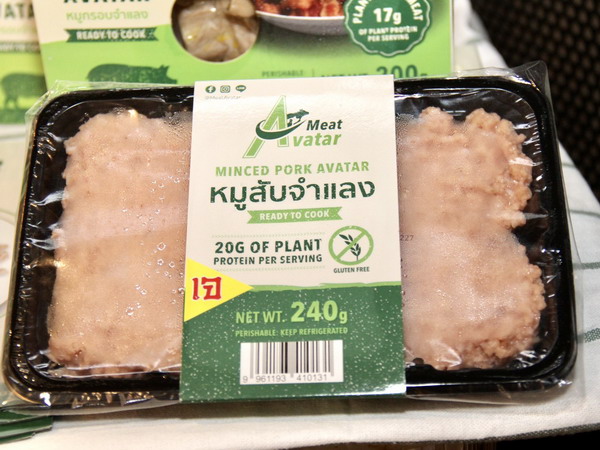 AVATAR
หมูกรอบจำแลง
READY TO COOK
17g
OF PLANT PROTEIN
PER SERVING
PERISHABLE:
200g
Meat
Avatar
MINCED PORK AVATAR
หมูสับจำแลง
READY TO COOK
20G OF PLANT
PROTEIN PER SERVING
GLUTEN FREE
เจ
NET WT. 240g
PERISHABLE: KEEP REFRIGERATED
9 961193 410131